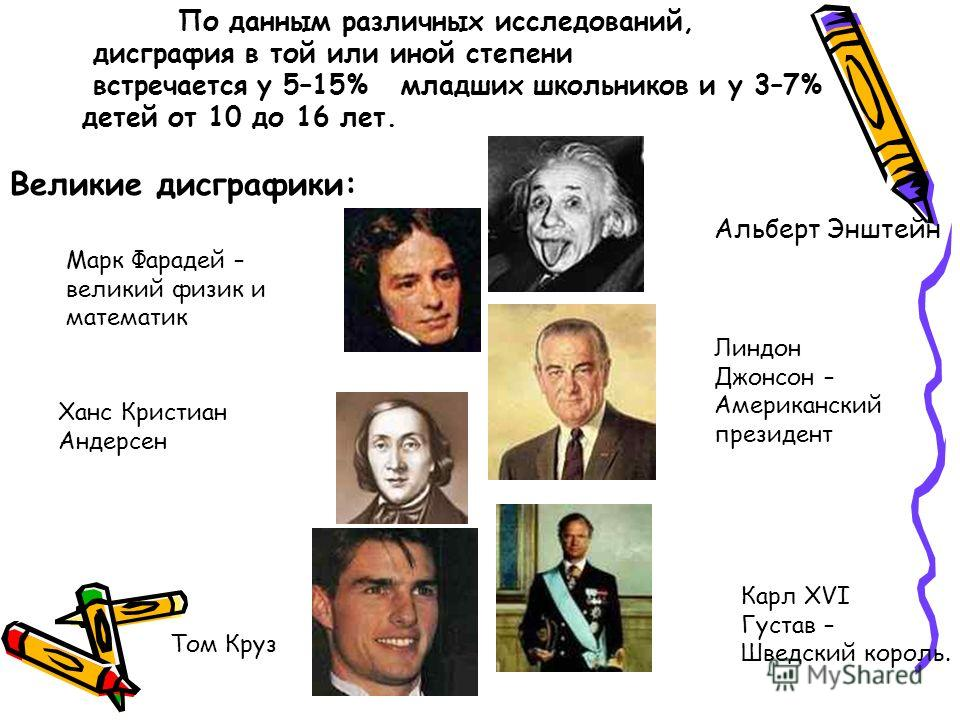 По данным различных исследований,
дисграфия в той или иной степени
встречается у 5–15% младших школьников и у 3–7%
детей от 10 до 16 лет.
Великие дисграфики:
Альберт Энштейн
Марк Фарадей –
великий физик и
математик
Линдон
Джонсон –
Американский
президент
Ханс Кристиан
Андерсен
Карл XVI
Густав –
Шведский король.
Том Круз
MyShared